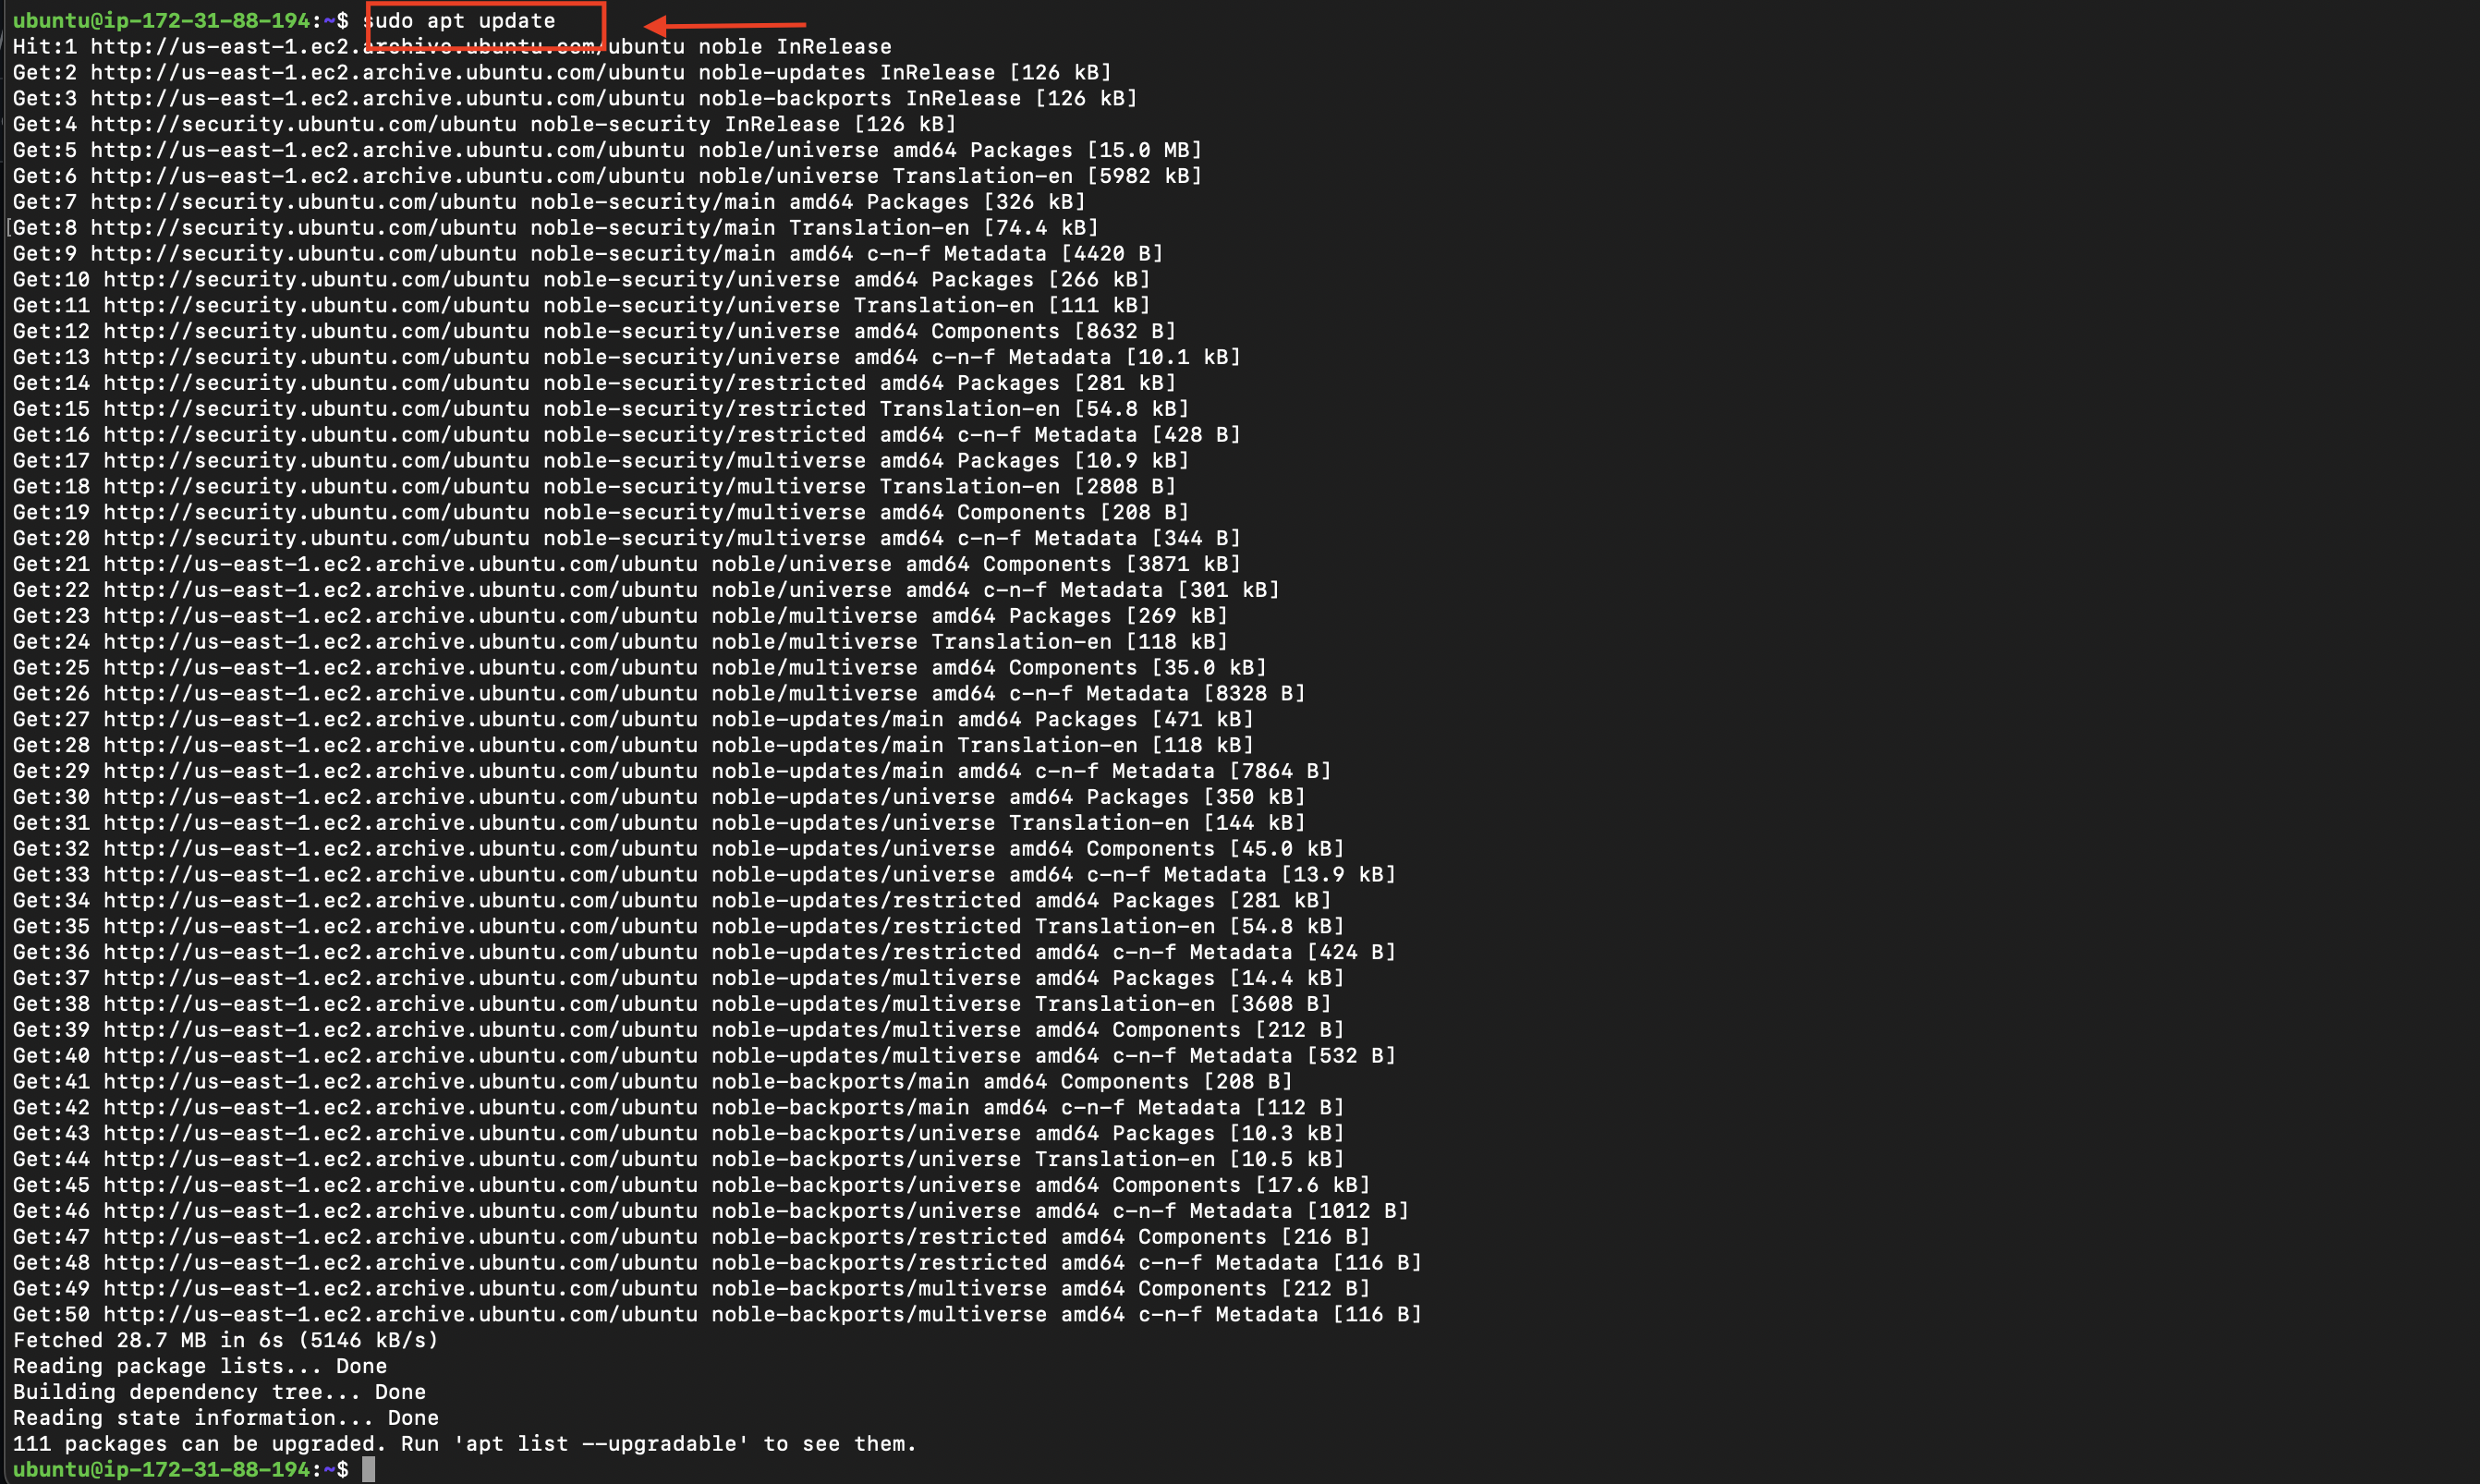 ubuntu@ip-172-31-88-194:~$ sudo apt update
Hit:1 http://us-east-1.ec2.archive.ubuntu.com/ubuntu noble InRelease
Get:2 http://us-east-1.ec2.archive.ubuntu.com/ubuntu noble-updates InRelease [126 kB]
Get:3 http://us-east-1.ec2.archive.ubuntu.com/ubuntu noble-backports InRelease [126 kB]
Get:4 http://security.ubuntu.com/ubuntu noble-security InRelease [126 kB]
Get:5 http://us-east-1.ec2.archive.ubuntu.com/ubuntu noble/universe amd64 Packages [15.0 MB]
Get:6 http://us-east-1.ec2.archive.ubuntu.com/ubuntu noble/universe Translation-en [5982 kB]
Get:7 http://security.ubuntu.com/ubuntu noble-security/main amd64 Packages [326 kB]
Get:8 http://security.ubuntu.com/ubuntu noble-security/main Translation-en [74.4 kB]
Get:9 http://security.ubuntu.com/ubuntu noble-security/main amd64 c-n-f Metadata [4420 B]
Get:10 http://security.ubuntu.com/ubuntu noble-security/universe amd64 Packages [266 kB]
Get:11 http://security.ubuntu.com/ubuntu noble-security/universe Translation-en [111 kB]
Get:12 http://security.ubuntu.com/ubuntu noble-security/universe amd64 Components [8632 B]
Get:13 http://security.ubuntu.com/ubuntu noble-security/universe amd64 c-n-f Metadata [10.1 kB]
Get:14 http://security.ubuntu.com/ubuntu noble-security/restricted amd64 Packages [281 kB]
Get:15 http://security.ubuntu.com/ubuntu noble-security/restricted Translation-en [54.8 kB]
Get:16 http://security.ubuntu.com/ubuntu noble-security/restricted amd64 c-n-f Metadata [428 B]
Get:17 http://security.ubuntu.com/ubuntu noble-security/multiverse amd64 Packages [10.9 kB]
Get:18 http://security.ubuntu.com/ubuntu noble-security/multiverse Translation-en [2808 B]
Get:19 http://security.ubuntu.com/ubuntu noble-security/multiverse amd64 Components [208 B]
Get:20 http://security.ubuntu.com/ubuntu noble-security/multiverse amd64 c-n-f Metadata [344 B]
Get:21 http://us-east-1.ec2.archive.ubuntu.com/ubuntu noble/universe amd64 Components [3871 kB]
Get:22 http://us-east-1.ec2.archive.ubuntu.com/ubuntu noble/universe amd64 c-n-f Metadata [301 kB]
Get:23 http://us-east-1.ec2.archive.ubuntu.com/ubuntu noble/multiverse amd64 Packages [269 kB]
Get:24 http://us-east-1.ec2.archive.ubuntu.com/ubuntu noble/multiverse Translation-en [118 kB]
Get:25 http://us-east-1.ec2.archive.ubuntu.com/ubuntu noble/multiverse amd64 Components [35.0 kB]
Get:26 http://us-east-1.ec2.archive.ubuntu.com/ubuntu noble/multiverse amd64 c-n-f Metadata [8328 B]
Get:27 http://us-east-1.ec2.archive.ubuntu.com/ubuntu noble-updates/main amd64 Packages [471 kB]
Get:28 http://us-east-1.ec2.archive.ubuntu.com/ubuntu noble-updates/main Translation-en [118 kB]
Get:29 http://us-east-1.ec2.archive.ubuntu.com/ubuntu noble-updates/main amd64 c-n-f Metadata [7864 B]
Get:30 http://us-east-1.ec2.archive.ubuntu.com/ubuntu noble-updates/universe amd64 Packages [350 kB]
Get:31 http://us-east-1.ec2.archive.ubuntu.com/ubuntu noble-updates/universe Translation-en [144 kB]
Get:32 http://us-east-1.ec2.archive.ubuntu.com/ubuntu noble-updates/universe amd64 Components [45.0 kB]
Get:33 http://us-east-1.ec2.archive.ubuntu.com/ubuntu noble-updates/universe amd64 c-n-f Metadata [13.9 kB]
Get:34 http://us-east-1.ec2.archive.ubuntu.com/ubuntu noble-updates/restricted amd64 Packages [281 kB]
Get:35 http://us-east-1.ec2.archive.ubuntu.com/ubuntu noble-updates/restricted Translation-en [54.8 kB]
Get:36 http://us-east-1.ec2.archive.ubuntu.com/ubuntu noble-updates/restricted amd64 c-n-f Metadata [424 B]
Get:37 http://us-east-1.ec2.archive.ubuntu.com/ubuntu noble-updates/multiverse amd64 Packages [14.4 kB]
Get:38 http://us-east-1.ec2.archive.ubuntu.com/ubuntu noble-updates/multiverse Translation-en [3608 B]
Get:39 http://us-east-1.ec2.archive.ubuntu.com/ubuntu noble-updates/multiverse amd64 Components [212 B]
Get:40 http://us-east-1.ec2.archive.ubuntu.com/ubuntu noble-updates/multiverse amd64 c-n-f Metadata [532 B]
Get:41 http://us-east-1.ec2.archive.ubuntu.com/ubuntu noble-backports/main amd64 Components [208 B]
Get:42 http://us-east-1.ec2.archive.ubuntu.com/ubuntu noble-backports/main amd64 c-n-f Metadata [112 B]
Get:43 http://us-east-1.ec2.archive.ubuntu.com/ubuntu noble-backports/universe amd64 Packages [10.3 kB]
Get:44 http://us-east-1.ec2.archive.ubuntu.com/ubuntu noble-backports/universe Translation-en [10.5 kB]
Get:45 http://us-east-1.ec2.archive.ubuntu.com/ubuntu noble-backports/universe amd64 Components [17.6 kB]
Get:46 http://us-east-1.ec2.archive.ubuntu.com/ubuntu noble-backports/universe amd64 c-n-f Metadata [1012 B]
Get:47 http://us-east-1.ec2.archive.ubuntu.com/ubuntu noble-backports/restricted amd64 Components [216 B]
Get:48 http://us-east-1.ec2.archive.ubuntu.com/ubuntu noble-backports/restricted amd64 c-n-f Metadata [116 B]
Get:49 http://us-east-1.ec2.archive.ubuntu.com/ubuntu noble-backports/multiverse amd64 Components [212 B]
Get:50 http://us-east-1.ec2.archive.ubuntu.com/ubuntu noble-backports/multiverse amd64 c-n-f Metadata [116 B]
Fetched 28.7 MB in 6s (5146 kB/s)
Reading package lists... Done
Building dependency tree... Done
Reading state information... Done
111 packages can be upgraded. Run 'apt list --upgradable' to see them.
ubuntu@ip-172-31-88-194:~$